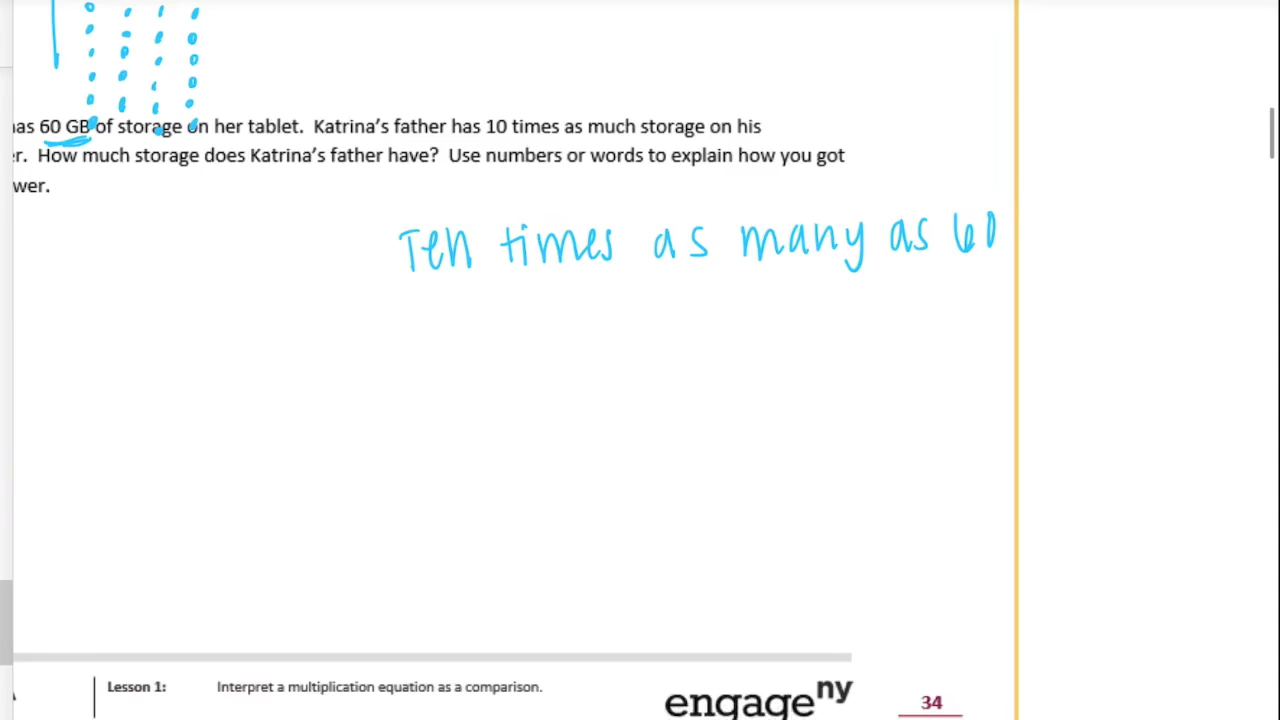 as 60 GB of storage on her tablet. Katrina's father has 10 times as much storage on his
r. How much storage does Katrina's father have? Use numbers or words to explain how you got
wer.
Ten times as many as 60
Lesson 1: Interpret a multiplication equation as a comparison.
engage ny
34